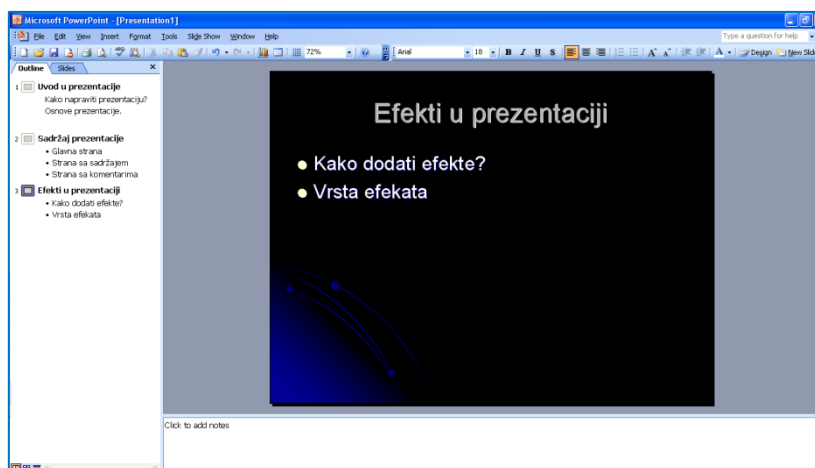 Microsoft PowerPoint - [Presentation1]
File Edit View Insert Format Tools Slide Show Window Help
Type a question for help
72% Arial 18 B I U S A A A Design New Slid
Outline Slides ×
1 Uvod u prezentacije
Kako napraviti prezentaciju?
Osnove prezentacije.
2 Sadržaj prezentacije
• Glavna strana
• Strana sa sadržajem
• Strana sa komentarima
3 Efekti u prezentaciji
• Kako dodati efekte?
• Vrsta efekata
Efekti u prezentaciji
• Kako dodati efekte?
• Vrsta efekata
Click to add notes